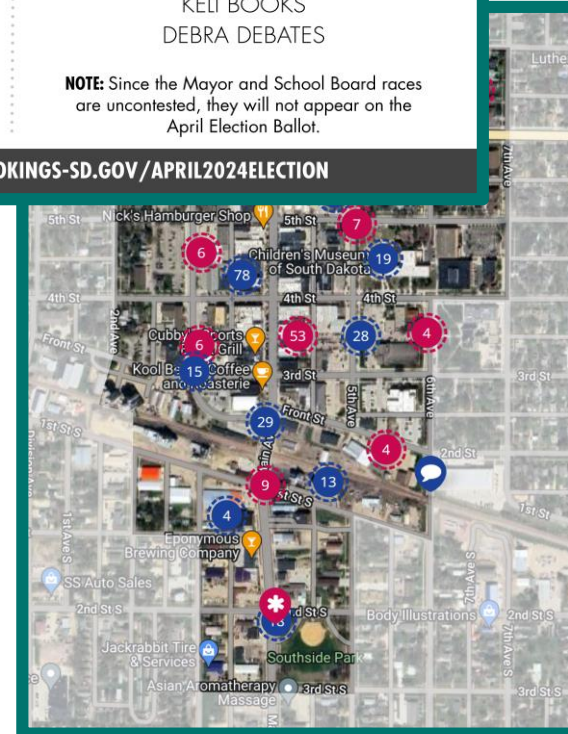 KELI BOOKS
DEBRA DEBATES
NOTE: Since the Mayor and School Board races
are uncontested, they will not appear on the
April Election Ballot.
OKINGS-SD.GOV/APRIL2024ELECTION
Luthe
7th Ave
5th St
Nick's Hamburger Shop
5th St
7
6
Children's Museum
of South Dakota
19
78
4th St
4th St
4th St
2nd Ave
Front St
Cubby's Sports
Grill
6
53
28
4
15
Kool Coffee
and
3rd St
3rd St
5th Ave
6th Ave
Front St
29
1st St S
4
2nd St
9
13
St S
1st St
4
Eponymous
Brewing Company
1st Ave S
7th Ave S
SS Auto Sales
2nd St S
d St S
18
Body Illustrations
2nd St S
7th Ave S
Jackrabbit Tire
& Services
Southside Park
Asian Aromatherapy
Massage
3rd St S
3rd St S